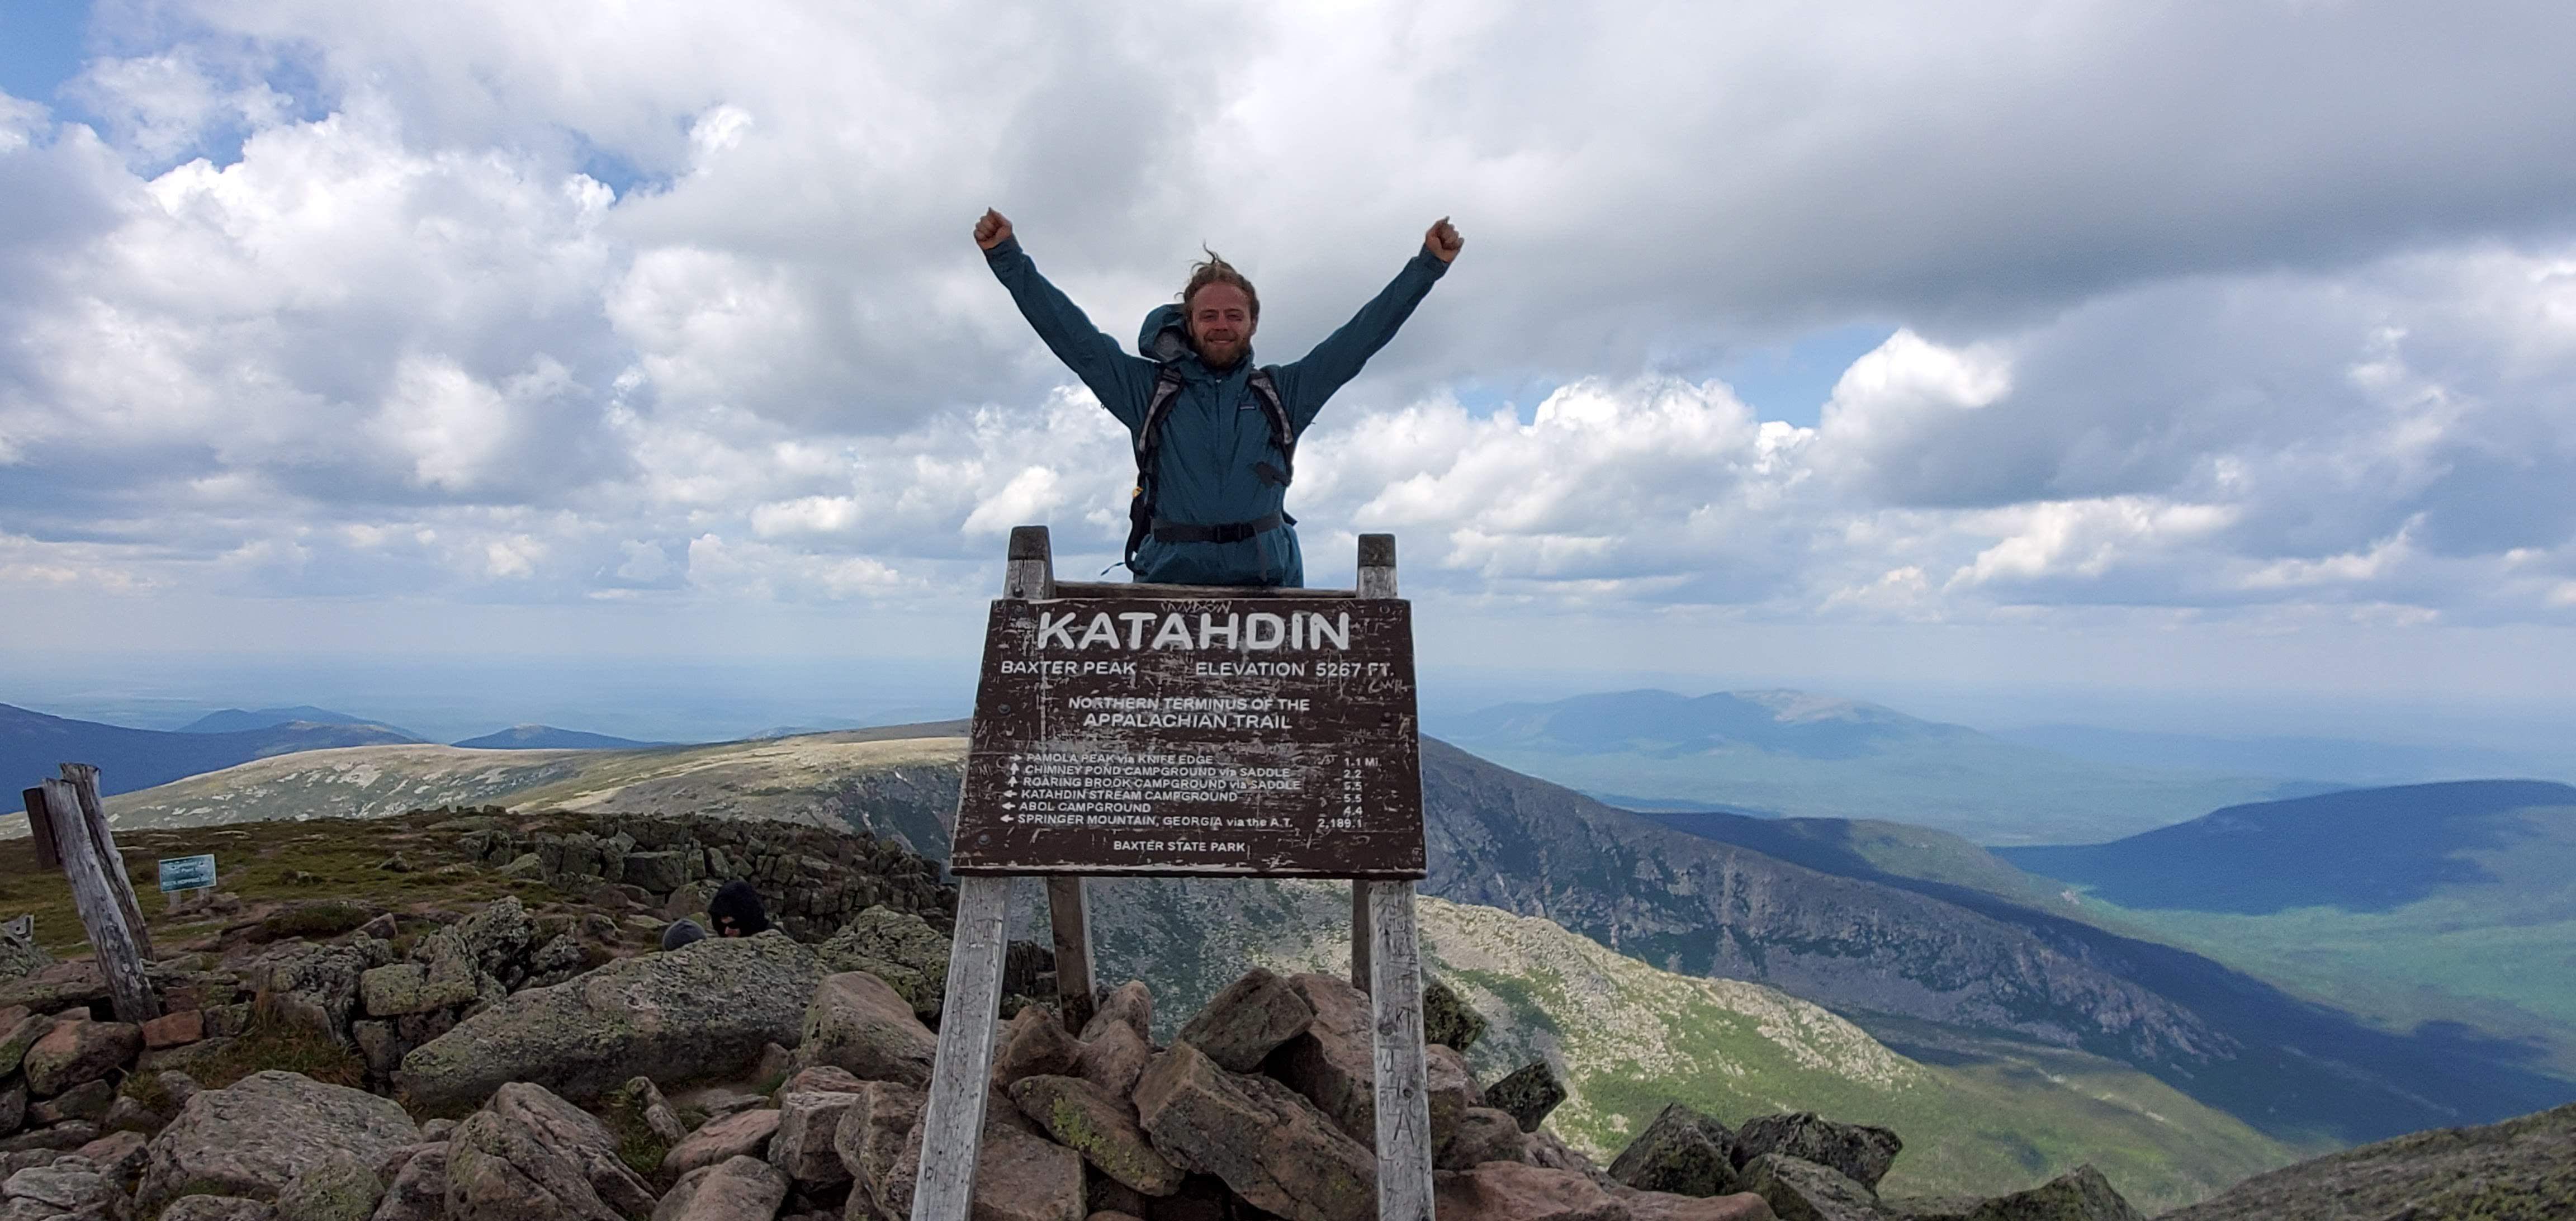 KATAHDIN
BAXTER PEAK ELEVATION 5267 FT.
NORTHERN TERMINUS OF THE
APPALACHIAN TRAIL
→ PAMOLA PEAK via KNIFE EDGE 1.1 Mi.
↑ CHIMNEY POND CAMPGROUND via SADDLE 2.2
↑ ROARING BROOK CAMPGROUND via SADDLE 5.5
← KATAHDIN STREAM CAMPGROUND 5.5
← ABOL CAMPGROUND 4.4
← SPRINGER MOUNTAIN, GEORGIA via the A.T. 2,189.1
BAXTER STATE PARK